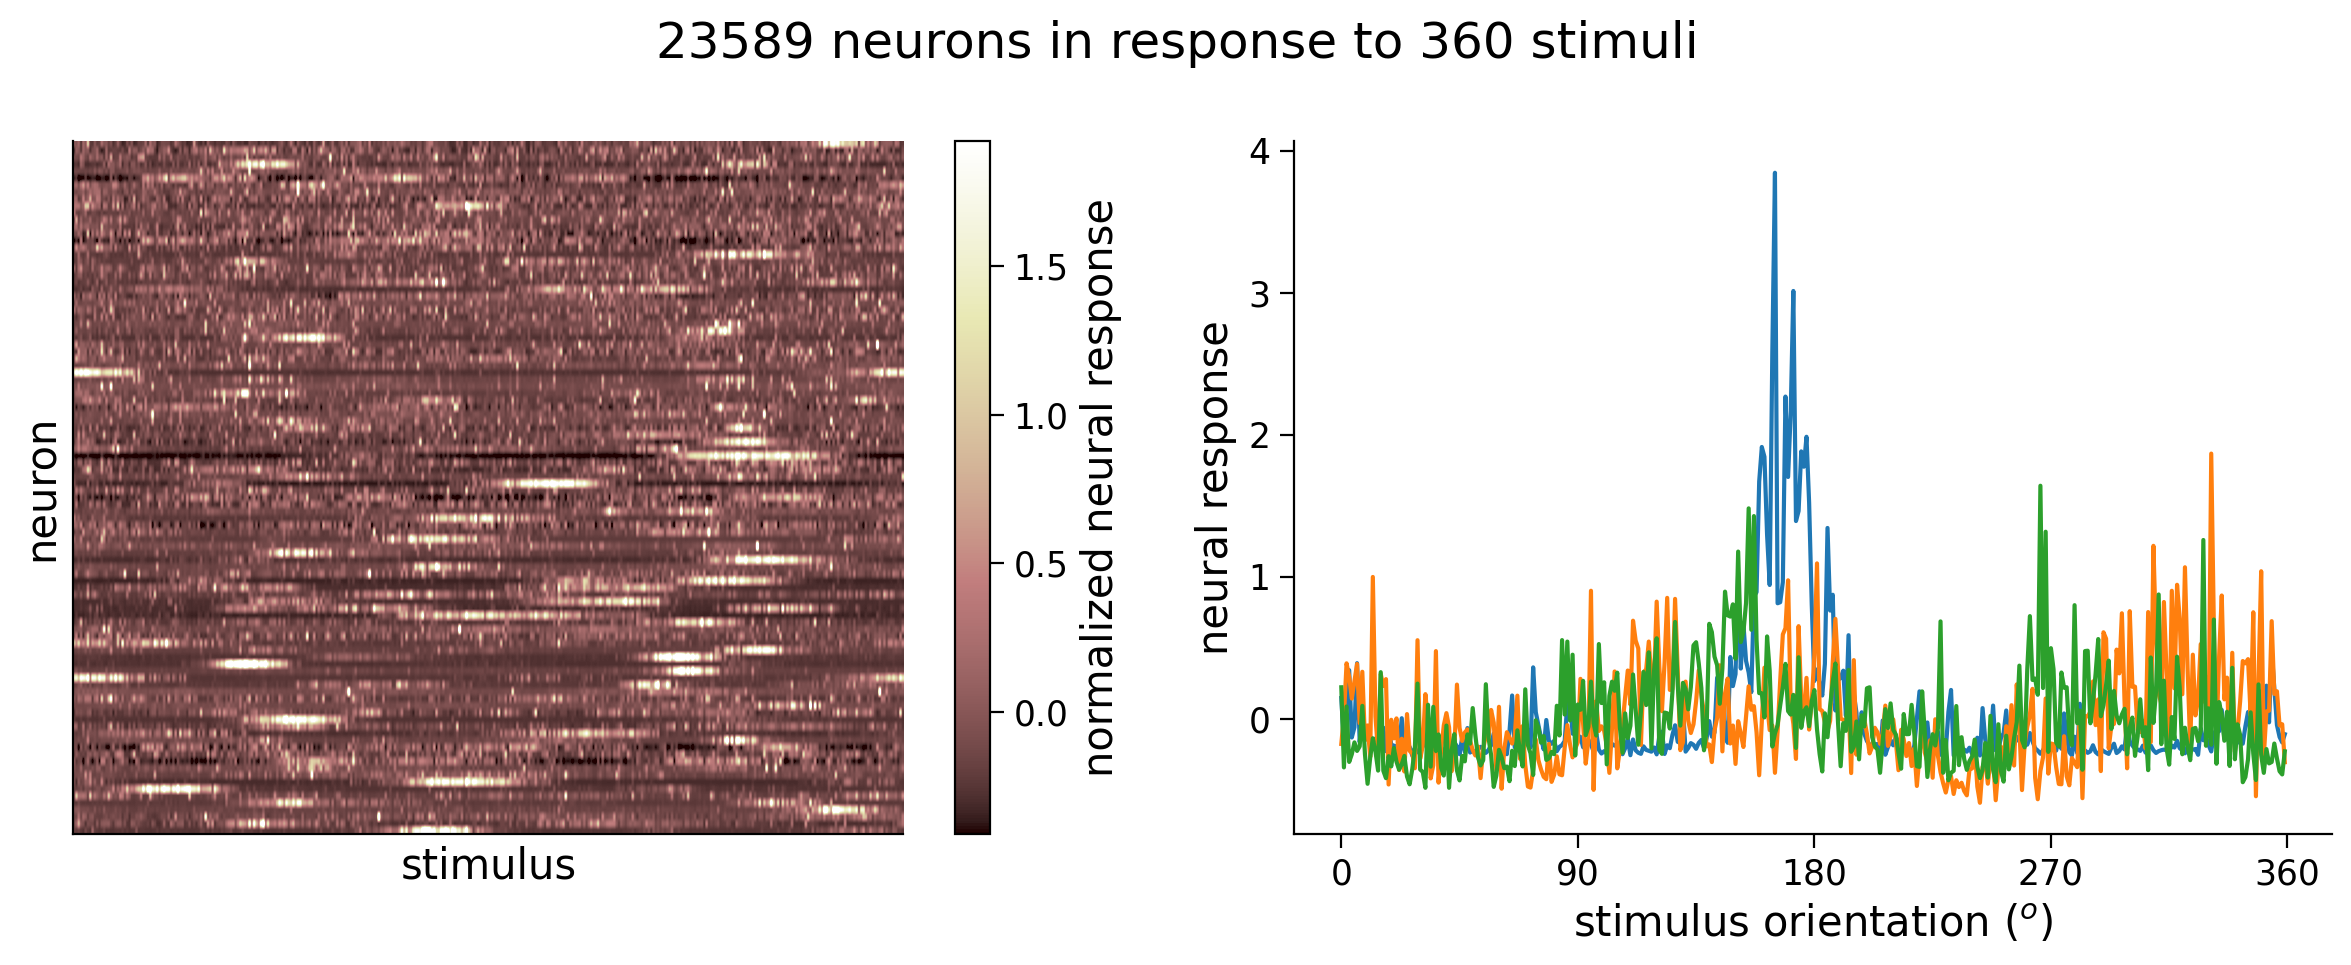 23589 neurons in response to 360 stimuli
neuron
stimulus
1.5
1.0
0.5
0.0
normalized neural response
4
3
2
1
0
neural response
0 90 180 270 360
stimulus orientation (°)